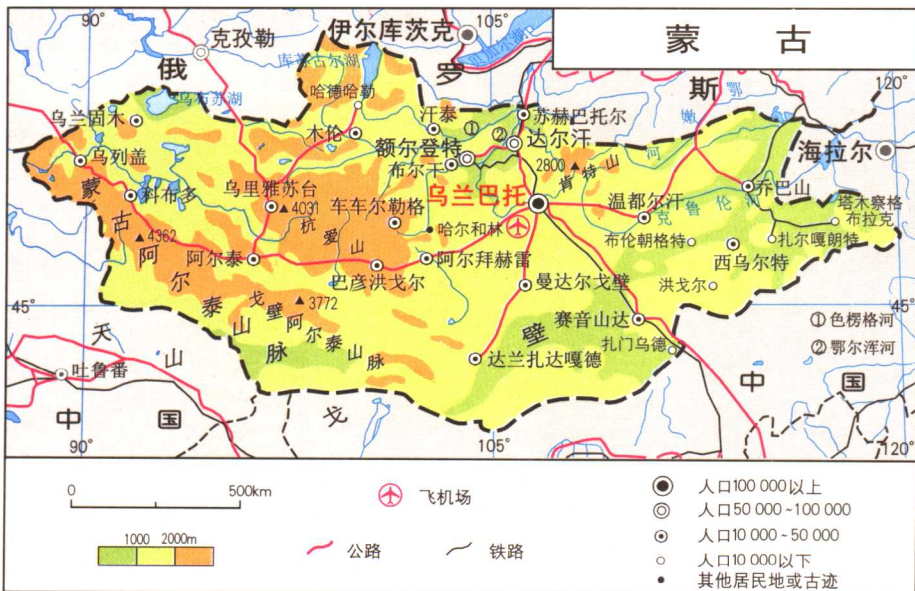 蒙 古
90°
105°
120°
克孜勒
伊尔库茨克
俄
罗
斯
贝加尔湖
库苏古尔湖
乌布苏湖
哈德哈勒
乌兰固木
木伦
汗泰
苏赫巴托尔
①
②
达尔汗
额尔登特
布尔干
2800
肯特山
嫩
鄂
河
海拉尔
乌列盖
科布多
乌里雅苏台
4031
车车尔勒格
乌兰巴托
温都尔汗
克鲁伦河
乔巴山
塔木察格
布拉克
蒙古阿尔泰山脉
4362
杭爱山
哈尔和林
布伦朝格特
西乌尔特
扎尔嘎朗特
阿尔泰
巴彦洪戈尔
阿尔拜赫雷
曼达尔戈壁
洪戈尔
45°
45°
3772
戈壁阿尔泰山脉
赛音山达
①色楞格河
②鄂尔浑河
天山
吐鲁番
达兰扎达嘎德
扎门乌德
戈
壁
中国
中国
90°
105°
120°
0 500km
飞机场
人口100 000以上
人口50 000~100 000
1000 2000m
公路
铁路
人口10 000~50 000
人口10 000以下
其他居民地或古迹